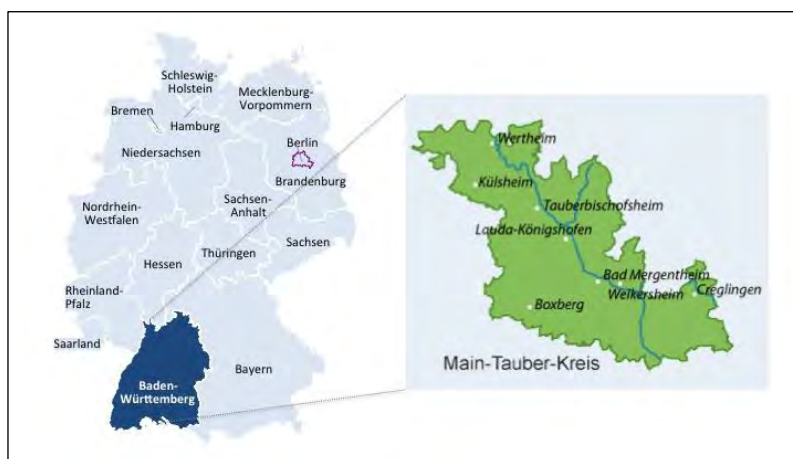 Schleswig-
Holstein
Mecklenburg-
Vorpommern
Bremen
Hamburg
Niedersachsen
Berlin
Brandenburg
Sachsen-
Anhalt
Nordrhein-
Westfalen
Sachsen
Thüringen
Hessen
Rheinland-
Pfalz
Saarland
Bayern
Baden-
Württemberg
Wertheim
Külsheim
Tauberbischofsheim
Lauda-Königshofen
Bad Mergentheim
Weikersheim
Creglingen
Boxberg
Main-Tauber-Kreis